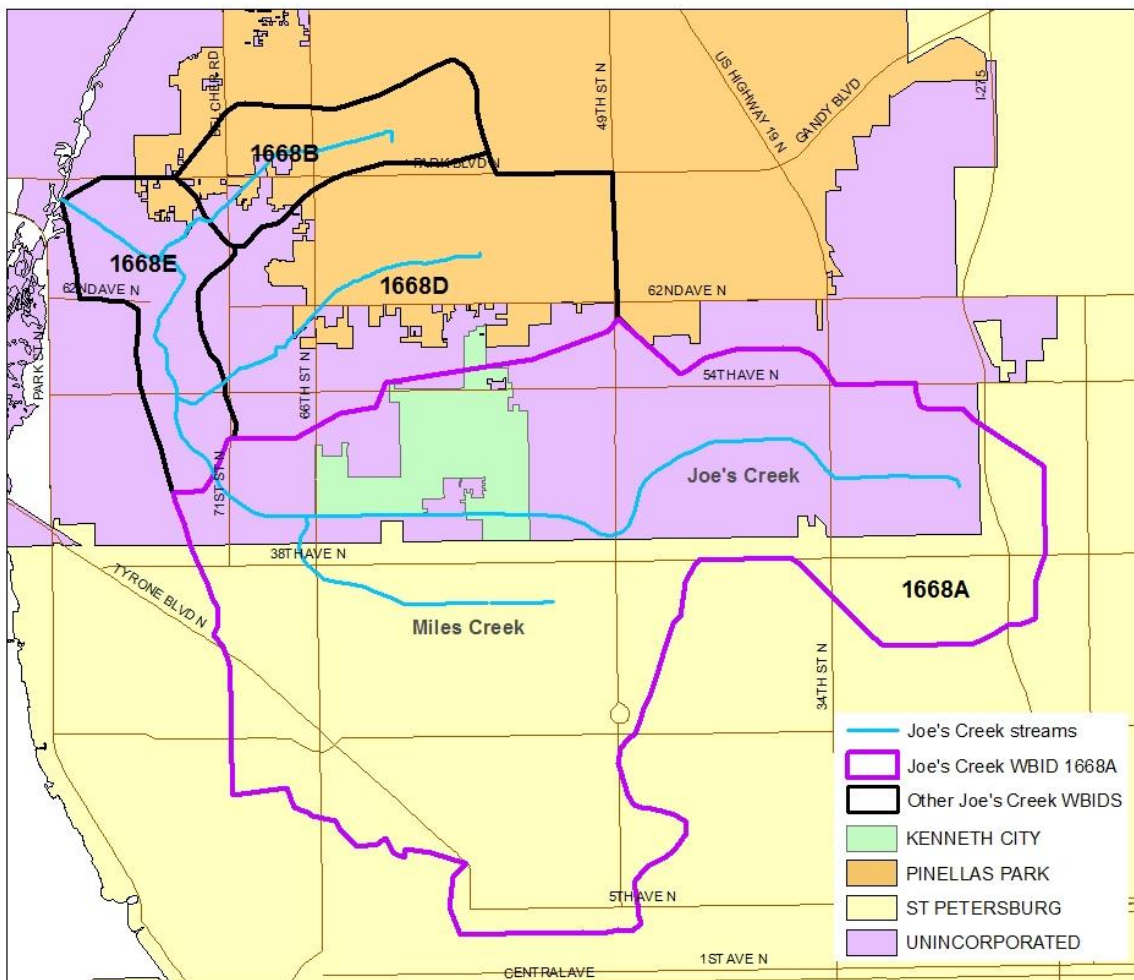 BELCHER RD
1668B
49TH ST N
US HIGHWAY 19 N
GANDY BLVD
I-275
PARK BLVD N
1668E
1668D
62ND AVE N
62ND AVE N
PARK ST N
66TH ST N
54TH AVE N
71ST ST N
Joe's Creek
38TH AVE N
TYRONE BLVD N
Miles Creek
1668A
34TH ST N
5TH AVE N
1ST AVE N
CENTRAL AVE
Joe's Creek streams
Joe's Creek WBID 1668A
Other Joe's Creek WBIDS
KENNETH CITY
PINELLAS PARK
ST PETERSBURG
UNINCORPORATED